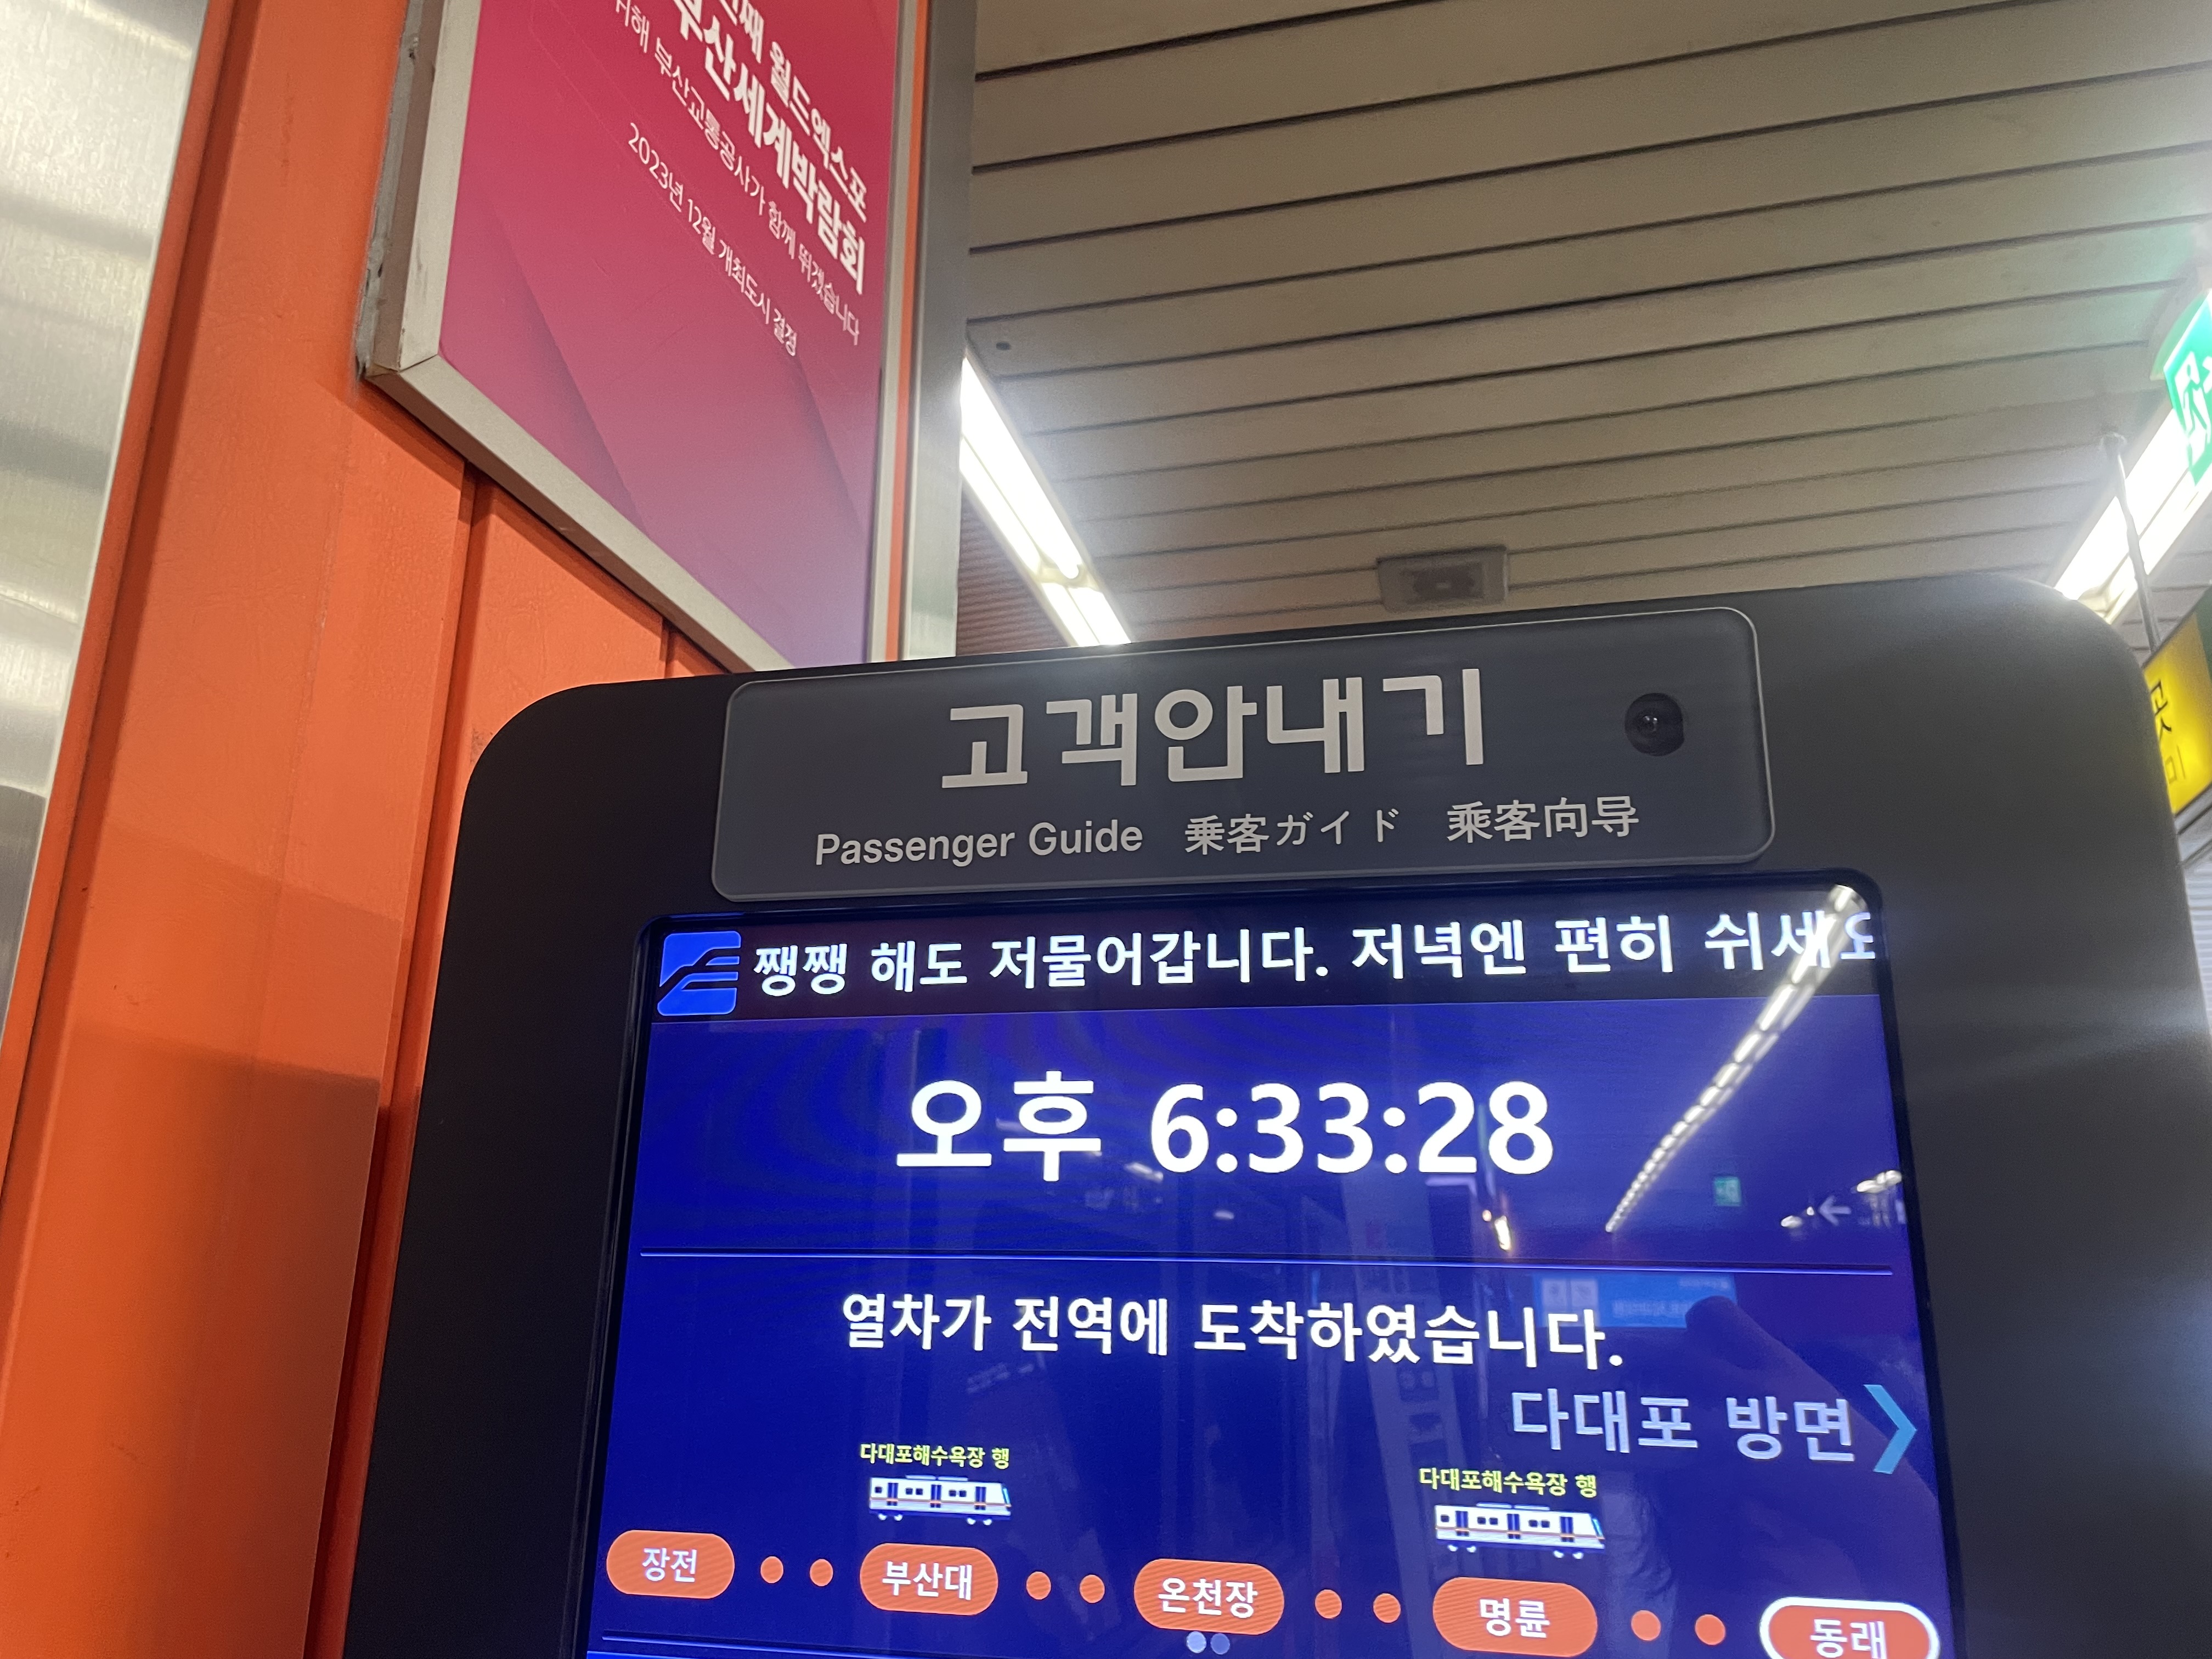 월드엑스포
부산세계박람회
부산교통공사가 함께 뛰겠습니다
2023년 12월 개최도시 결정
고객안내기
Passenger Guide 乗客ガイド 乘客向导
쨍쨍 해도 저물어갑니다. 저녁엔 편히 쉬세요
오후 6:33:28
열차가 전역에 도착하였습니다.
다대포 방면
다대포해수욕장 행
다대포해수욕장 행
장전 부산대 온천장 명륜 동래